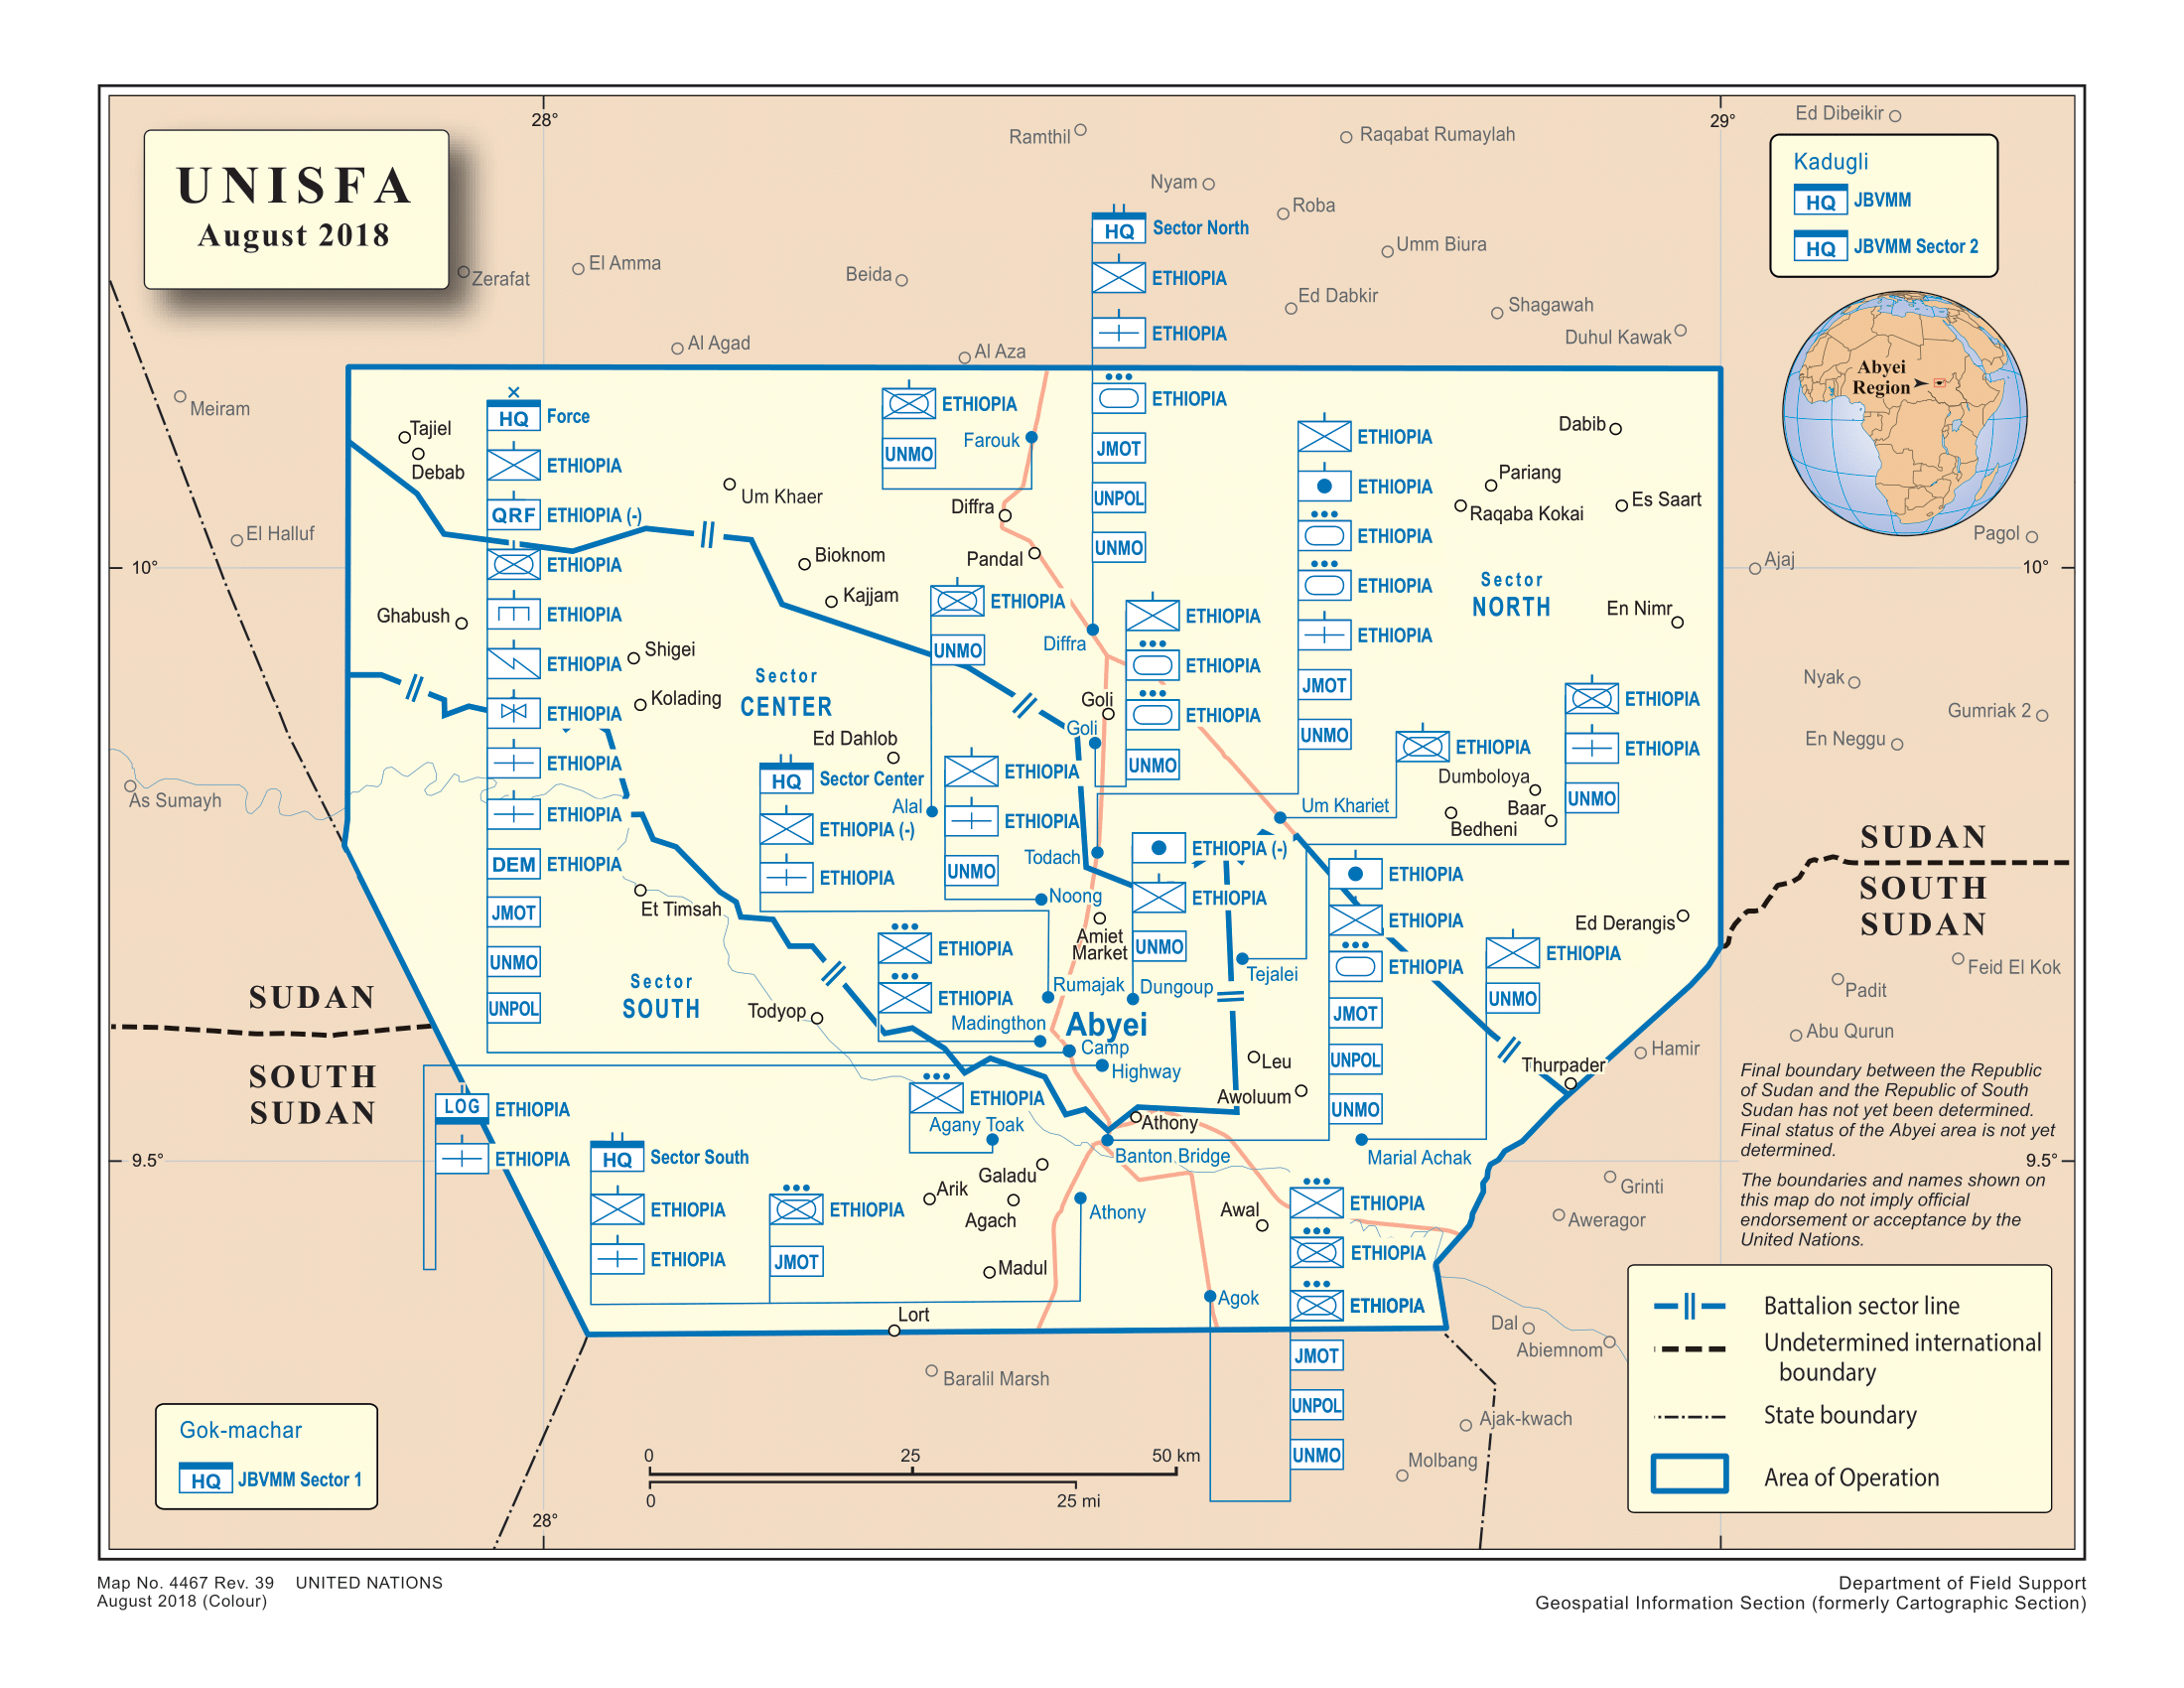 UNISFA
August 2018
28°
29°
Ed Dibeikir
Kadugli
HQ JBVMM
HQ JBVMM Sector 2
Ramthil
Raqabat Rumaylah
Nyam
Roba
HQ Sector North
ETHIOPIA
ETHIOPIA
ETHIOPIA
JMOT
UNPOL
UNMO
Diffra
Umm Biura
Zerafat
El Amma
Beida
Ed Dabkir
Shagawah
Duhul Kawak
Al Agad
Al Aza
Abyei
Region
Meiram
El Halluf
Tajiel
Debab
HQ Force
ETHIOPIA
QRF ETHIOPIA (-)
ETHIOPIA
ETHIOPIA
ETHIOPIA
ETHIOPIA
ETHIOPIA
ETHIOPIA
DEM ETHIOPIA
JMOT
UNMO
UNPOL
ETHIOPIA
UNMO
Farouk
Um Khaer
Diffra
Pandal
Bioknom
Kajjam
ETHIOPIA
UNMO
Alal
ETHIOPIA
ETHIOPIA
ETHIOPIA
UNMO
Goli
Goli
ETHIOPIA
ETHIOPIA
ETHIOPIA
ETHIOPIA
ETHIOPIA
JMOT
UNMO
Todach
Dabib
Pariang
Raqaba Kokai
Es Saart
Sector
NORTH
En Nimr
Pagol
Ajaj
10°
10°
Nyak
Gumriak 2
En Neggu
Ghabush
Shigei
Kolading
Sector
CENTER
Ed Dahlob
HQ Sector Center
ETHIOPIA (-)
ETHIOPIA
Rumajak
ETHIOPIA
ETHIOPIA
UNMO
Noong
ETHIOPIA
Um Khariet
ETHIOPIA
ETHIOPIA
UNMO
Tejalei
Dumboloya
Baar
Bedheni
As Sumayh
ETHIOPIA (-)
ETHIOPIA
UNMO
Dungoup
Amiet
Market
ETHIOPIA
ETHIOPIA
ETHIOPIA
JMOT
UNPOL
UNMO
Banton Bridge
Ed Derangis
ETHIOPIA
UNMO
Marial Achak
SUDAN
SOUTH
SUDAN
Feid El Kok
Padit
Abu Qurun
Hamir
Thurpader
Et Timsah
Sector
SOUTH
Todyop
ETHIOPIA
ETHIOPIA
Madingthon
Abyei
Camp
Highway
Leu
Awoluum
Athony
SUDAN
SOUTH
SUDAN
LOG ETHIOPIA
ETHIOPIA
ETHIOPIA
Agany Toak
HQ Sector South
ETHIOPIA
ETHIOPIA
ETHIOPIA
JMOT
Athony
Galadu
Arik
Agach
Madul
Lort
Awal
ETHIOPIA
ETHIOPIA
ETHIOPIA
JMOT
UNPOL
UNMO
Agok
Grinti
Aweragor
Dal
Abiemnom
Ajak-kwach
Molbang
Baralil Marsh
9.5°
9.5°
Final boundary between the Republic
of Sudan and the Republic of South
Sudan has not yet been determined.
Final status of the Abyei area is not yet
determined.
The boundaries and names shown on
this map do not imply official
endorsement or acceptance by the
United Nations.
Battalion sector line
Undetermined international
boundary
State boundary
Area of Operation
Gok-machar
HQ JBVMM Sector 1
0 25 50 km
0 25 mi
28°
Map No. 4467 Rev. 39 UNITED NATIONS
August 2018 (Colour)
Department of Field Support
Geospatial Information Section (formerly Cartographic Section)